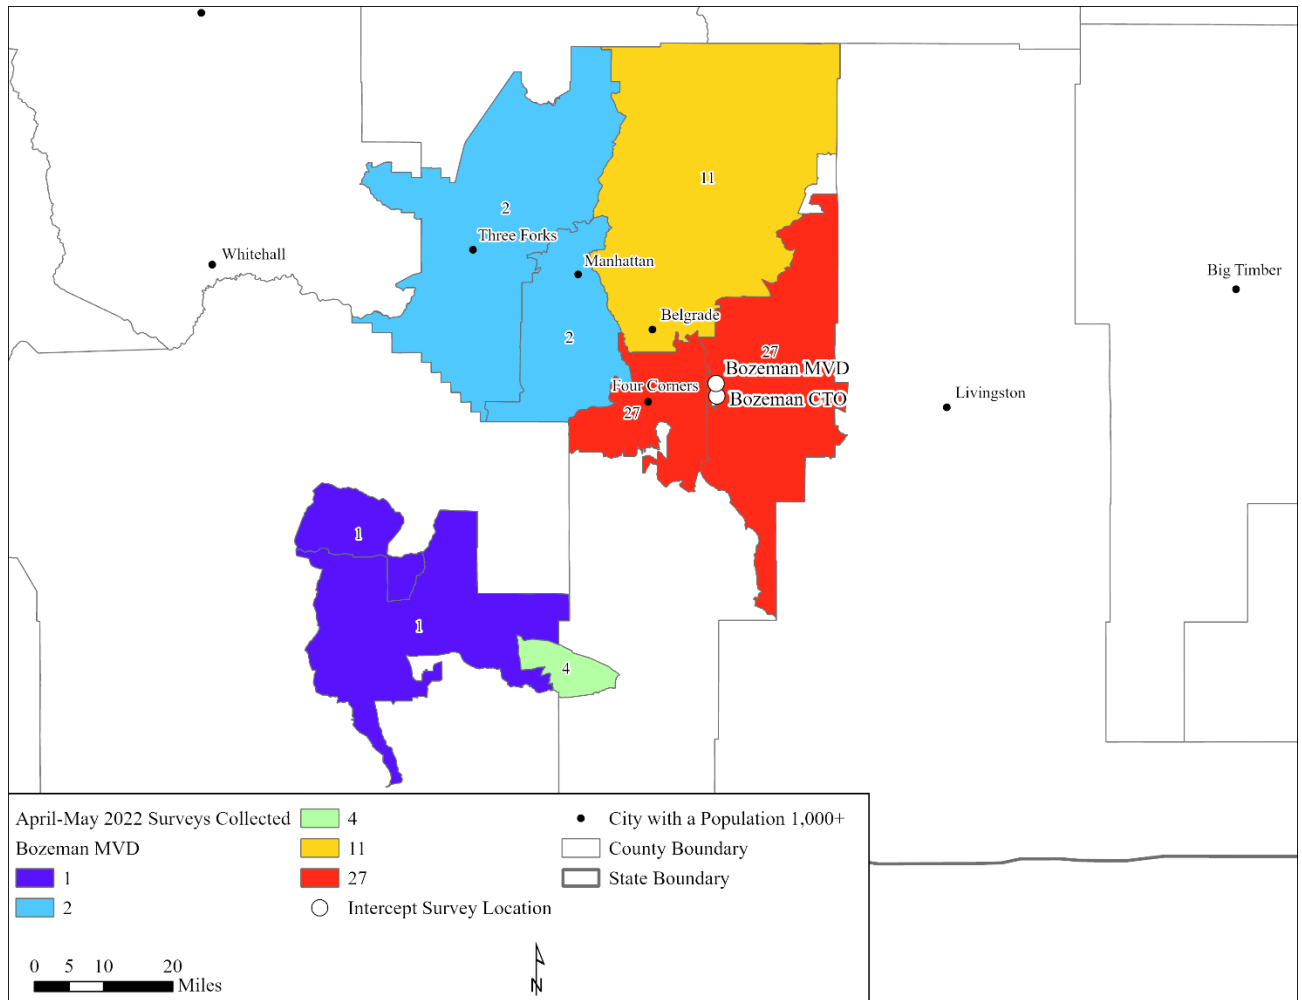 11
2
Three Forks
Whitehall
Manhattan
Big Timber
Belgrade
2
27
Bozeman MVD
Four Corners
Bozeman CTO
Livingston
27
1
1
4
April-May 2022 Surveys Collected
Bozeman MVD
1
2
4
11
27
Intercept Survey Location
City with a Population 1,000+
County Boundary
State Boundary
0 5 10 20
Miles
N